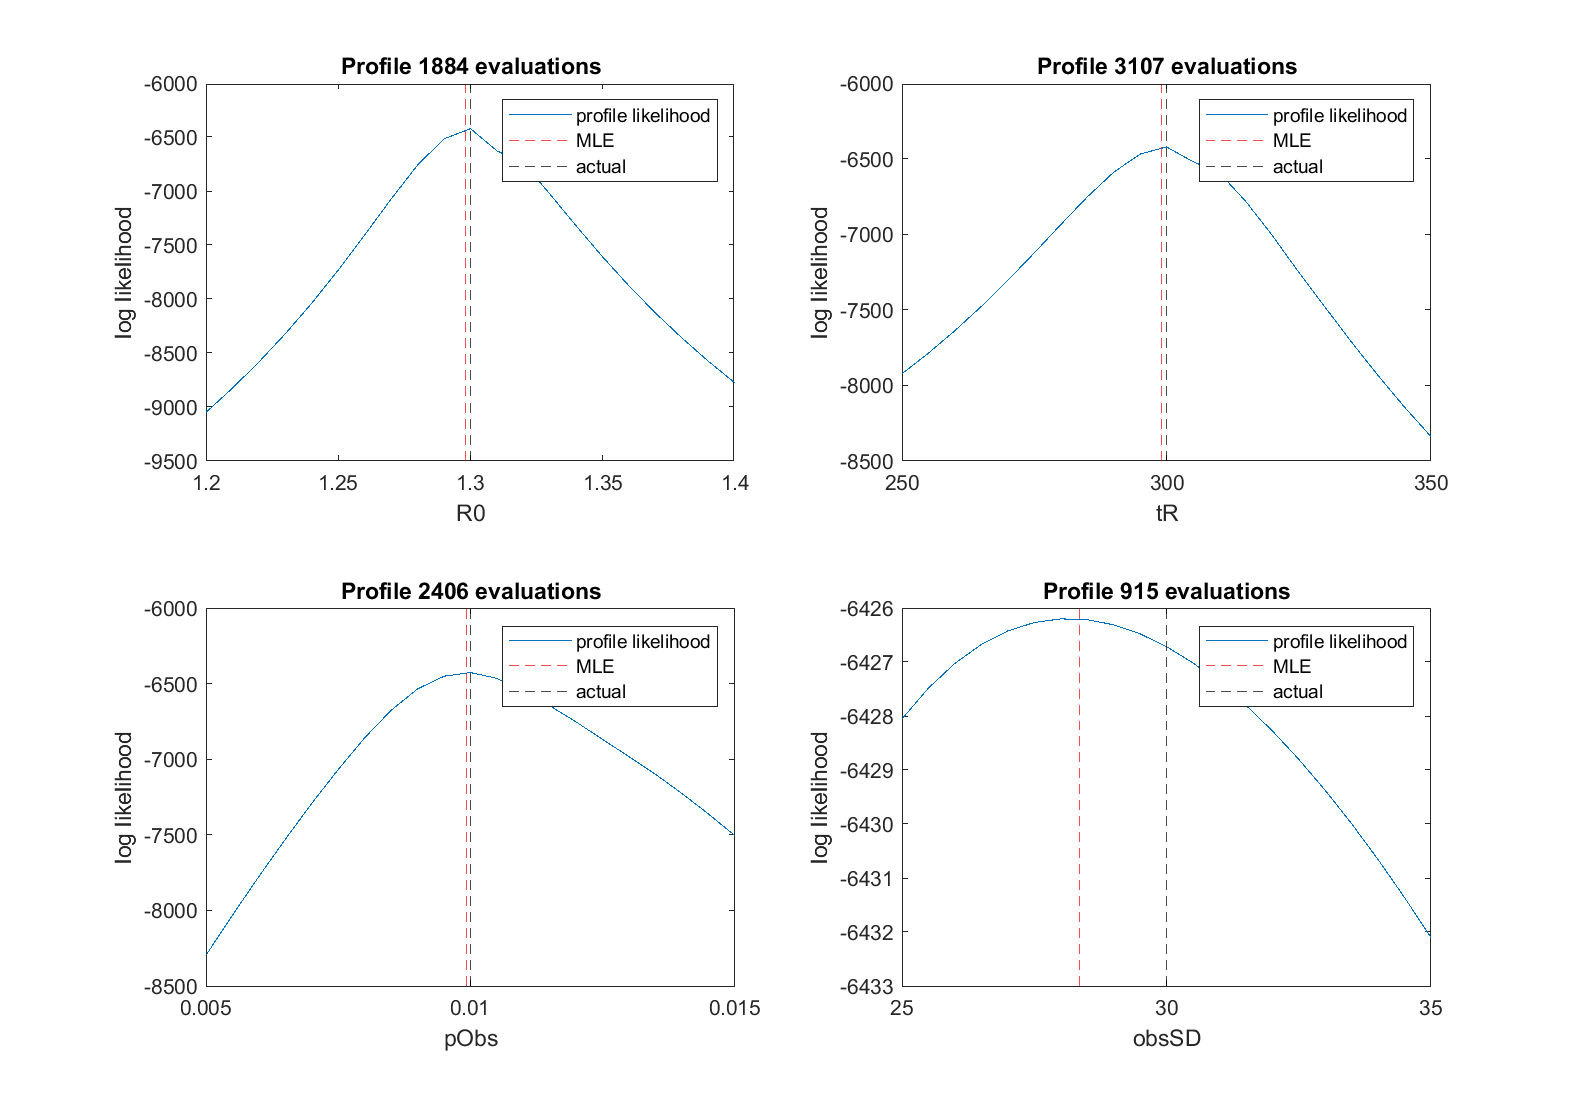 Profile 1884 evaluations
-6000
-6500
-7000
-7500
-8000
-8500
-9000
-9500
log likelihood
profile likelihood
MLE
actual
1.2
1.25
1.3
1.35
1.4
R0
Profile 3107 evaluations
-6000
-6500
-7000
-7500
-8000
-8500
log likelihood
profile likelihood
MLE
actual
250
300
350
tR
Profile 2406 evaluations
-6000
-6500
-7000
-7500
-8000
-8500
log likelihood
profile likelihood
MLE
actual
0.005
0.01
0.015
pObs
Profile 915 evaluations
-6426
-6427
-6428
-6429
-6430
-6431
-6432
-6433
log likelihood
profile likelihood
MLE
actual
25
30
35
obsSD